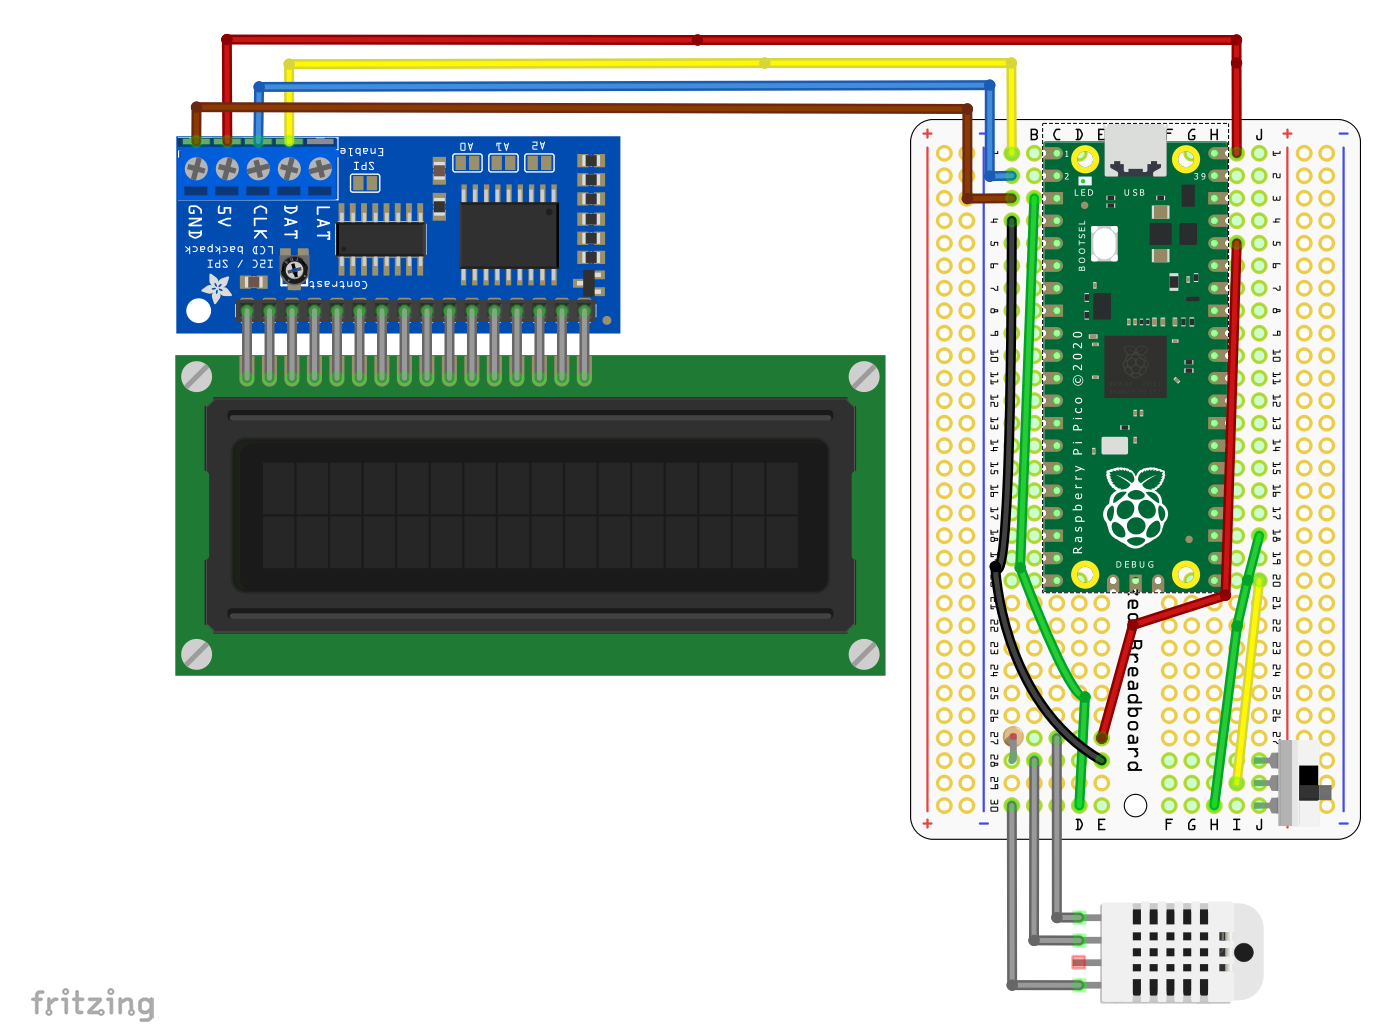 + - B C D E F G H J + -
1 2 39
LED USB
BOOTSEL
Raspberry Pi Pico ©2020
DEBUG
GND 5V CLK DAT LAT
Enable
SPI
A0 A1 A2
LCD backpack
I2C / SPI
Contrast
1
2
3
4
5
6
7
8
9
10
11
12
13
14
15
16
17
18
19
20
21
22
23
24
25
26
27
28
29
30
Breadboard
+ - D E F G H I J -
fritzing